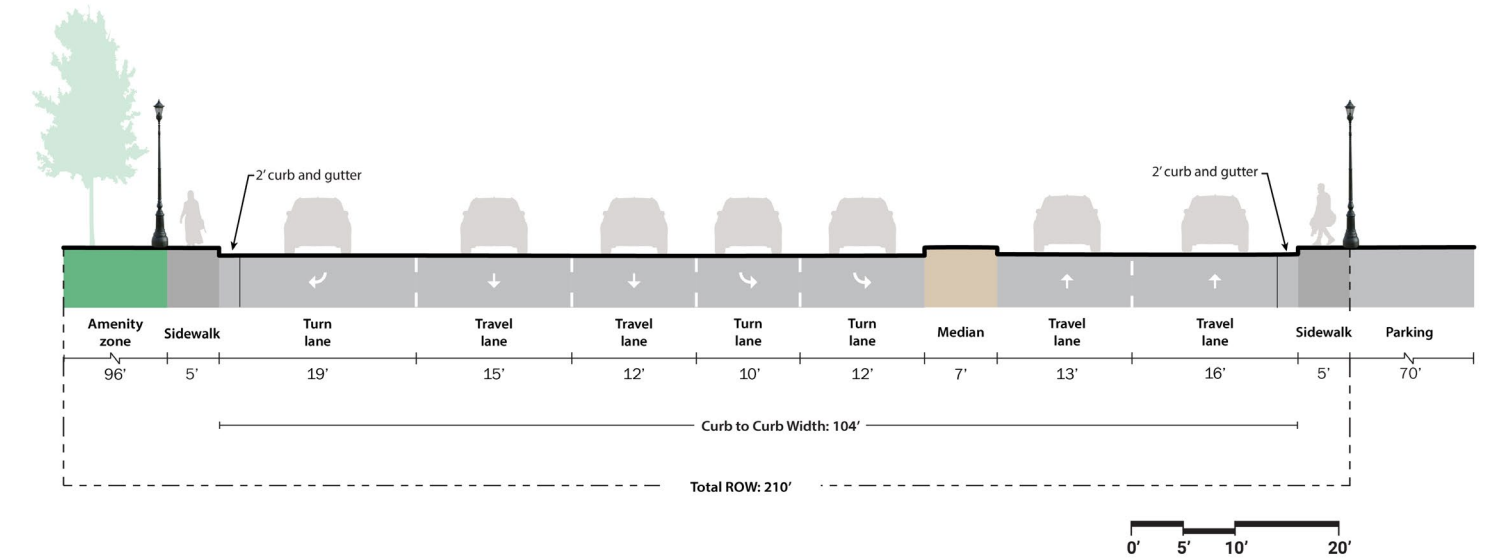 2’ curb and gutter
2’ curb and gutter
Amenity
zone
Sidewalk
Turn
lane
Travel
lane
Travel
lane
Turn
lane
Turn
lane
Median
Travel
lane
Travel
lane
Sidewalk
Parking
96’ 5’ 19’ 15’ 12’ 10’ 12’ 7’ 13’ 16’ 5’ 70’
Curb to Curb Width: 104’
Total ROW: 210’
0’ 5’ 10’ 20’